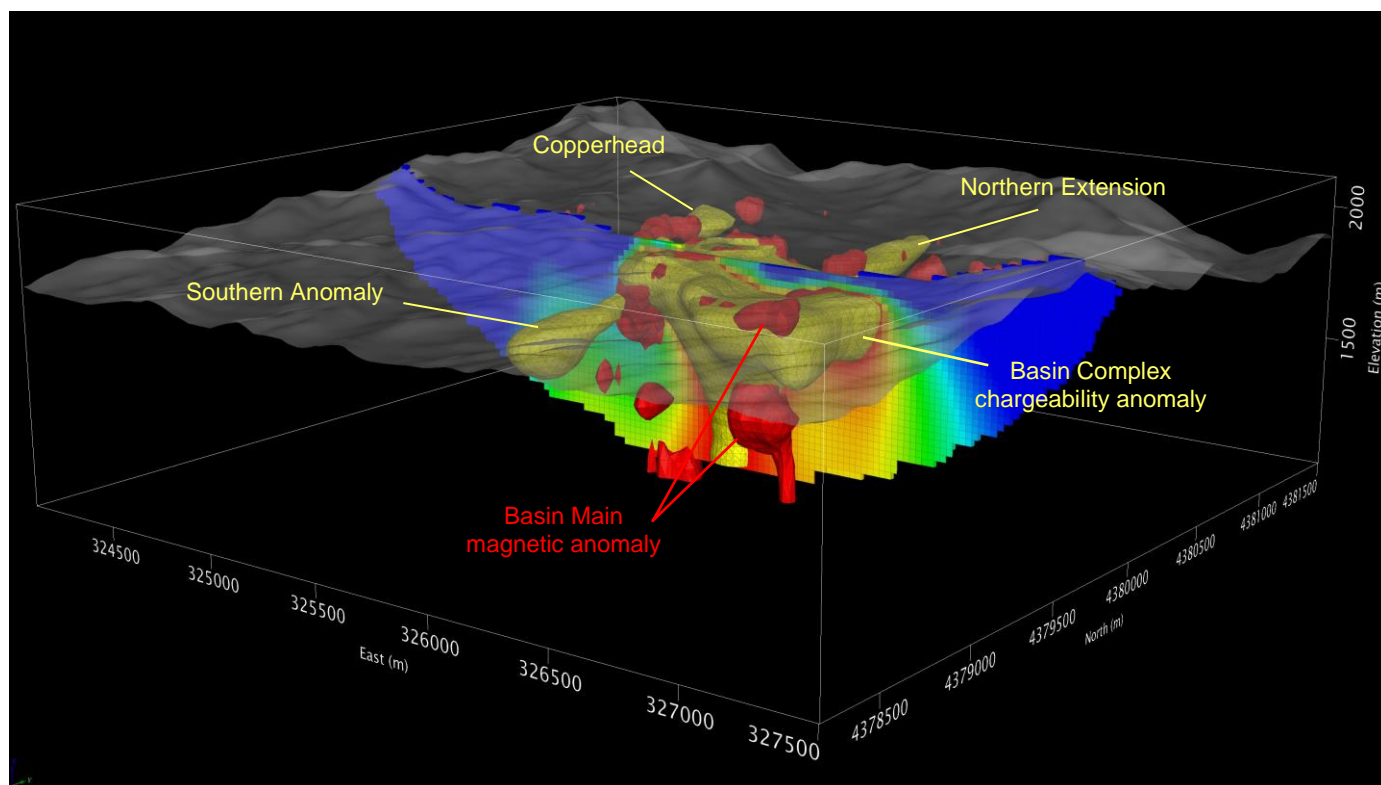 Copperhead
Northern Extension
Southern Anomaly
Basin Complex
chargeability anomaly
Basin Main
magnetic anomaly
2000
1500
Elevation (m)
324500
325000
325500
326000
326500
327000
327500
East (m)
4378500
4379000
4379500
4380000
4380500
4381000
4381500
North (m)